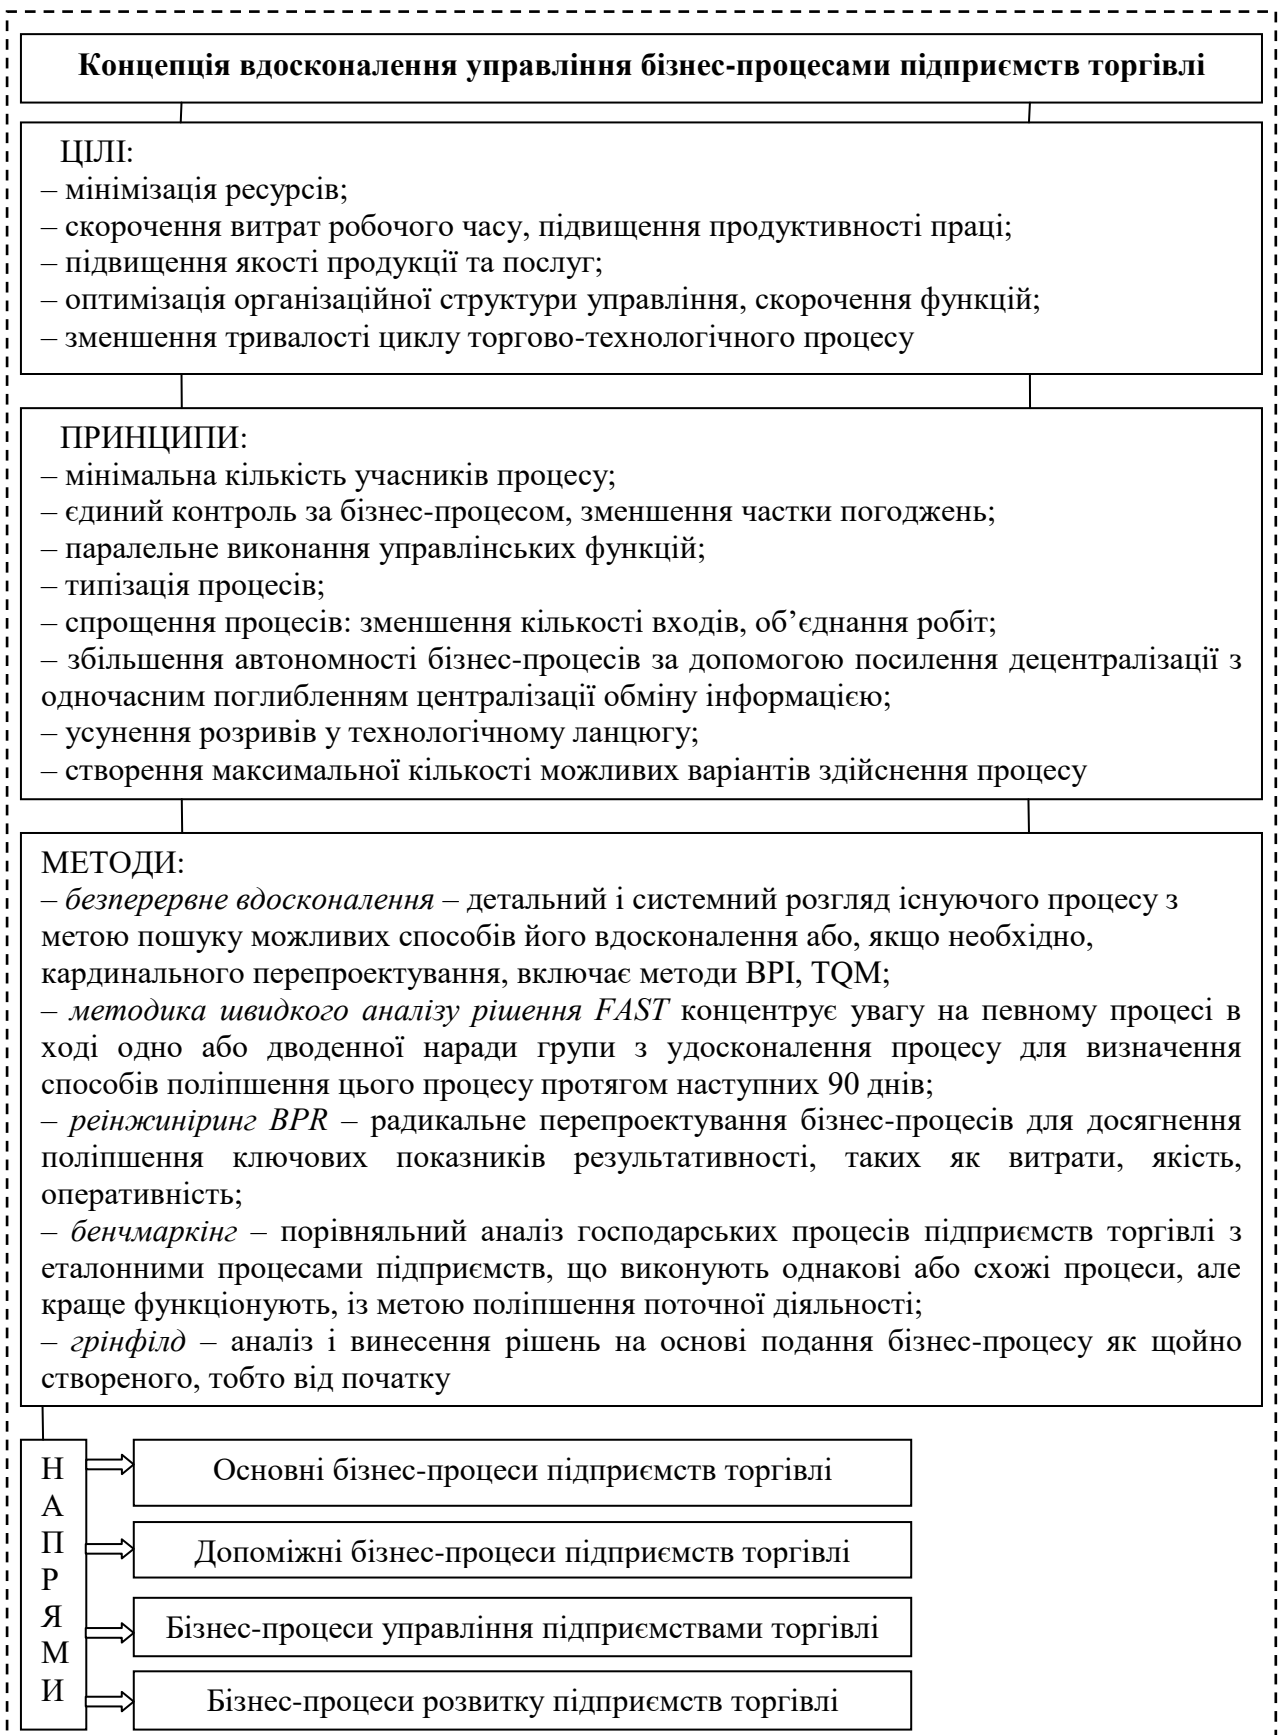 Концепція вдосконалення управління бізнес-процесами підприємств торгівлі
ЦІЛІ:
– мінімізація ресурсів;
– скорочення витрат робочого часу, підвищення продуктивності праці;
– підвищення якості продукції та послуг;
– оптимізація організаційної структури управління, скорочення функцій;
– зменшення тривалості циклу торгово-технологічного процесу
ПРИНЦИПИ:
– мінімальна кількість учасників процесу;
– єдиний контроль за бізнес-процесом, зменшення частки погоджень;
– паралельне виконання управлінських функцій;
– типізація процесів;
– спрощення процесів: зменшення кількості входів, об’єднання робіт;
– збільшення автономності бізнес-процесів за допомогою посилення децентралізації з
одночасним поглибленням централізації обміну інформацією;
– усунення розривів у технологічному ланцюгу;
– створення максимальної кількості можливих варіантів здійснення процесу
МЕТОДИ:
– безперервне вдосконалення – детальний і системний розгляд існуючого процесу з
метою пошуку можливих способів його вдосконалення або, якщо необхідно,
кардинального перепроектування, включає методи BPI, TQM;
– методика швидкого аналізу рішення FAST концентрує увагу на певному процесі в
ході одно або дводенної наради групи з удосконалення процесу для визначення
способів поліпшення цього процесу протягом наступних 90 днів;
– реінжиніринг BPR – радикальне перепроектування бізнес-процесів для досягнення
поліпшення ключових показників результативності, таких як витрати, якість,
оперативність;
– бенчмаркінг – порівняльний аналіз господарських процесів підприємств торгівлі з
еталонними процесами підприємств, що виконують однакові або схожі процеси, але
краще функціонують, із метою поліпшення поточної діяльності;
– грінфілд – аналіз і винесення рішень на основі подання бізнес-процесу як щойно
створеного, тобто від початку
НАПРЯМИ
Основні бізнес-процеси підприємств торгівлі
Допоміжні бізнес-процеси підприємств торгівлі
Бізнес-процеси управління підприємствами торгівлі
Бізнес-процеси розвитку підприємств торгівлі